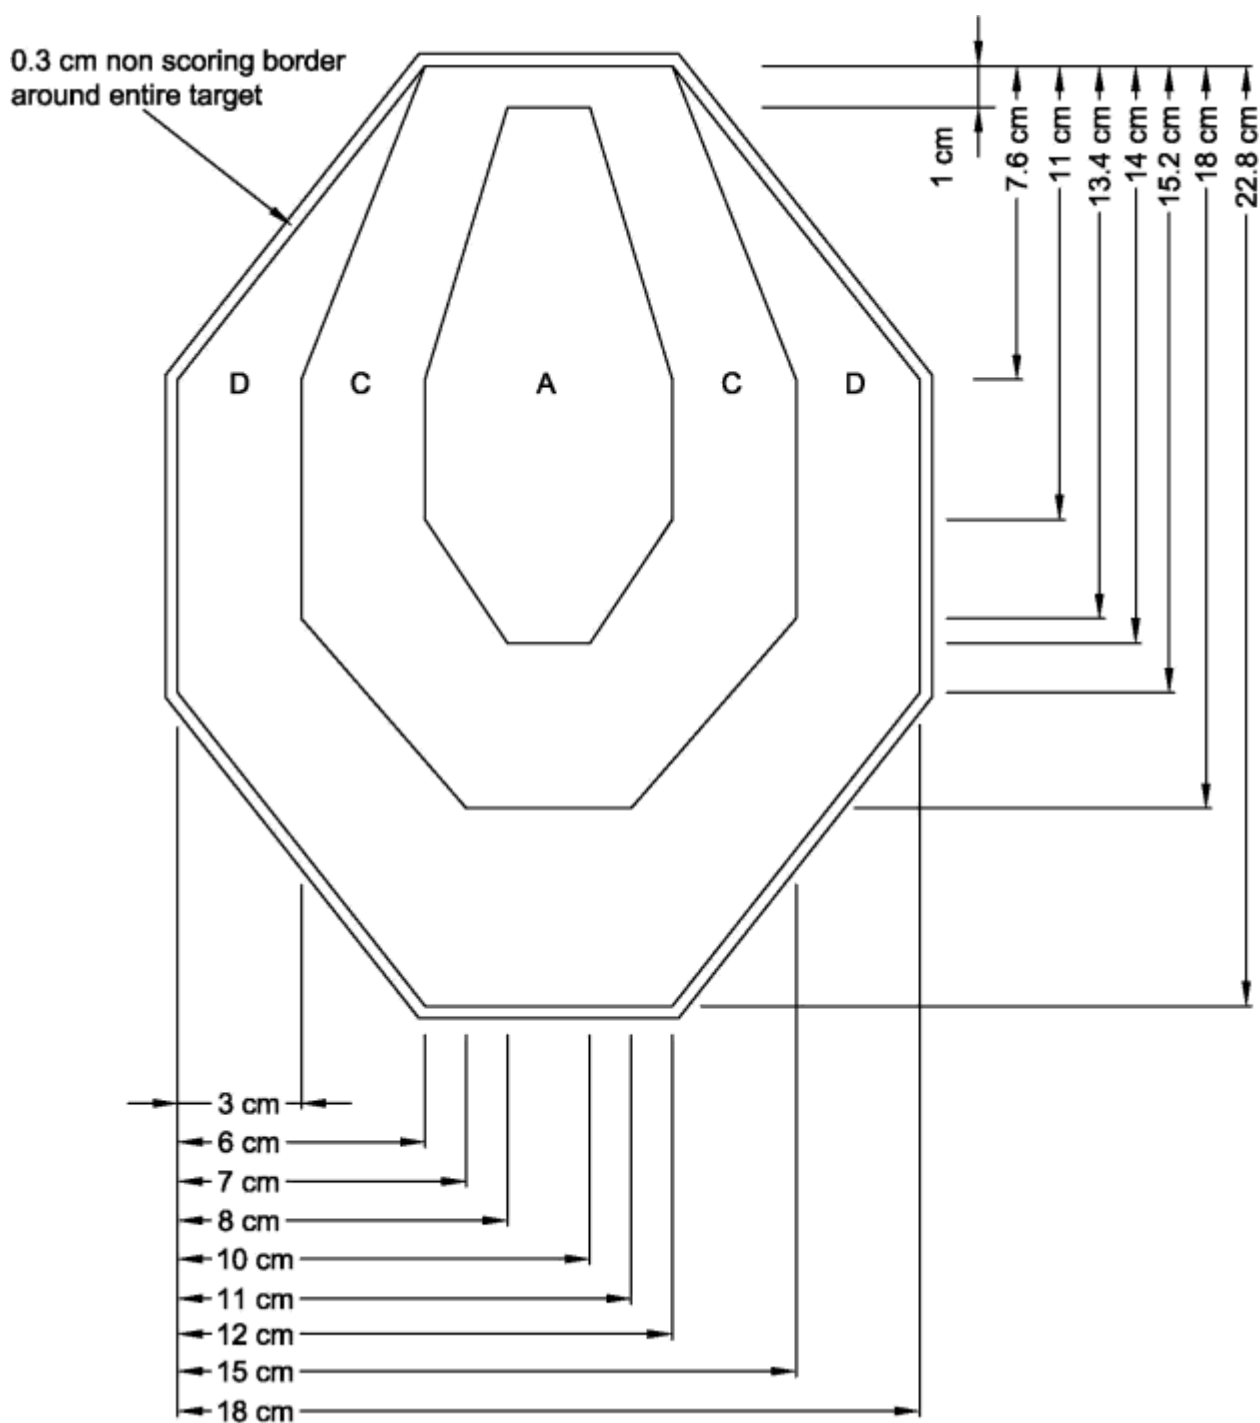 0.3 cm non scoring border
around entire target
1 cm
7.6 cm
11 cm
13.4 cm
14 cm
15.2 cm
18 cm
22.8 cm
D
C
A
C
D
3 cm
6 cm
7 cm
8 cm
10 cm
11 cm
12 cm
15 cm
18 cm